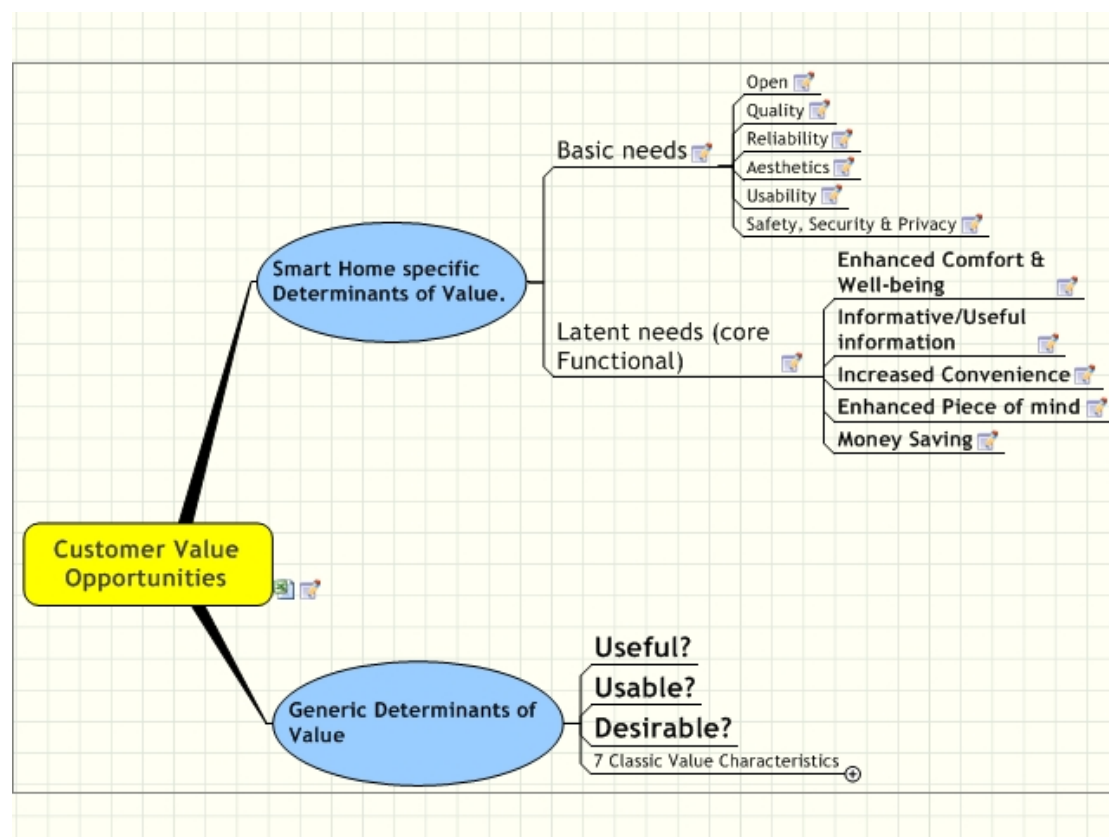 Open
Quality
Reliability
Basic needs
Aesthetics
Usability
Safety, Security & Privacy
Smart Home specific
Determinants of Value.
Enhanced Comfort &
Well-being
Latent needs (core
Functional)
Informative/Useful
information
Increased Convenience
Enhanced Piece of mind
Money Saving
Customer Value
Opportunities
Generic Determinants of
Value
Useful?
Usable?
Desirable?
7 Classic Value Characteristics